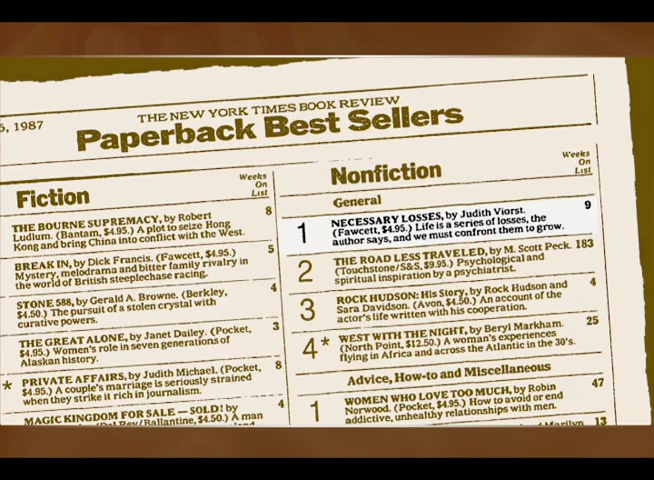 5, 1987
THE NEW YORK TIMES BOOK REVIEW
Paperback Best Sellers
Fiction
Weeks
On
List
THE BOURNE SUPREMACY, by Robert 8
Ludlum. (Bantam, $4.95.) A plot to seize Hong
Kong and bring China into conflict with the West.
BREAK IN, by Dick Francis. (Fawcett, $4.95.) 5
Mystery, melodrama and bitter family rivalry in
the world of British steeplechase racing.
STONE 588, by Gerald A. Browne. (Berkley, 4
$4.50.) The pursuit of a stolen crystal with
curative powers.
THE GREAT ALONE, by Janet Dailey. (Pocket, 3
$4.95.) Women's role in seven generations of
Alaskan history.
* PRIVATE AFFAIRS, by Judith Michael. (Pocket, 8
$4.95.) A couple's marriage is seriously strained
when they strike it rich in journalism.
MAGIC KINGDOM FOR SALE — SOLD! by 4
(Del Rey/Ballantine, $4.50.) A man
Nonfiction
Weeks
On
List
General
1 NECESSARY LOSSES, by Judith Viorst. 9
(Fawcett, $4.95.) Life is a series of losses, the
author says, and we must confront them to grow.
2 THE ROAD LESS TRAVELED, by M. Scott Peck. 183
(Touchstone/S&S, $9.95.) Psychological and
spiritual inspiration by a psychiatrist.
3 ROCK HUDSON: His Story, by Rock Hudson and 4
Sara Davidson. (Avon, $4.50.) An account of the
actor's life written with his cooperation.
4* WEST WITH THE NIGHT, by Beryl Markham. 25
(North Point, $12.50.) A woman's experiences
flying in Africa and across the Atlantic in the 30's.
Advice, How-to and Miscellaneous
1 WOMEN WHO LOVE TOO MUCH, by Robin 47
Norwood. (Pocket, $4.95.) How to avoid or end
addictive, unhealthy relationships with men.
and Marilyn 13